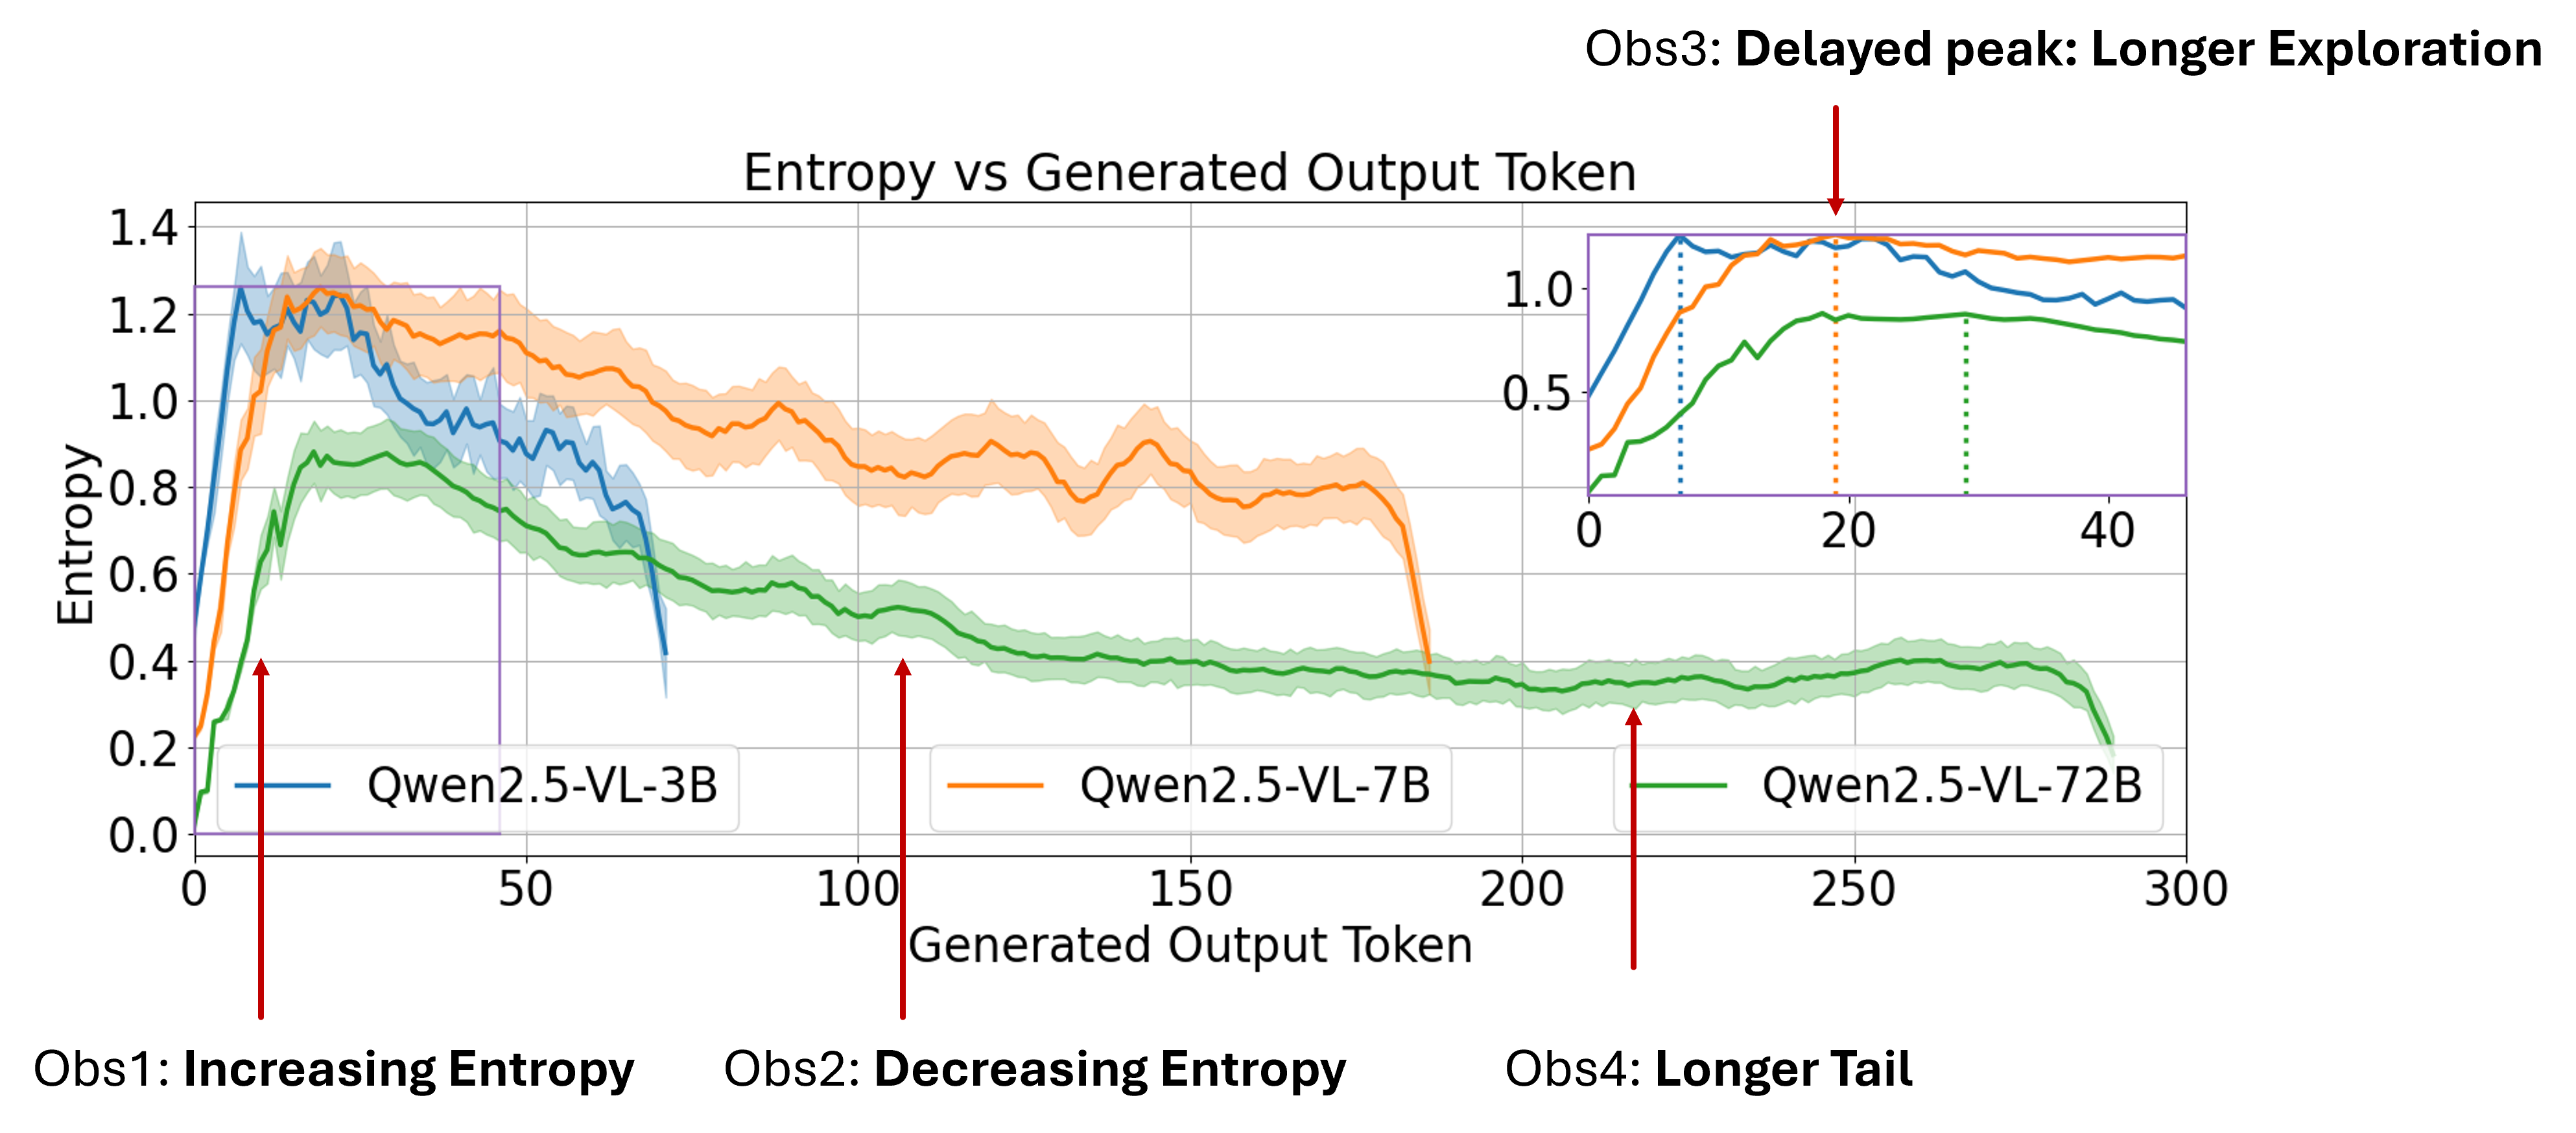 Obs3: Delayed peak: Longer Exploration
Entropy vs Generated Output Token
1.4
1.2
1.0
0.8
0.6
0.4
0.2
0.0
Entropy
1.0
0.5
0
20
40
Qwen2.5-VL-3B
Qwen2.5-VL-7B
Qwen2.5-VL-72B
0
50
100
150
200
250
300
Generated Output Token
Obs1: Increasing Entropy
Obs2: Decreasing Entropy
Obs4: Longer Tail